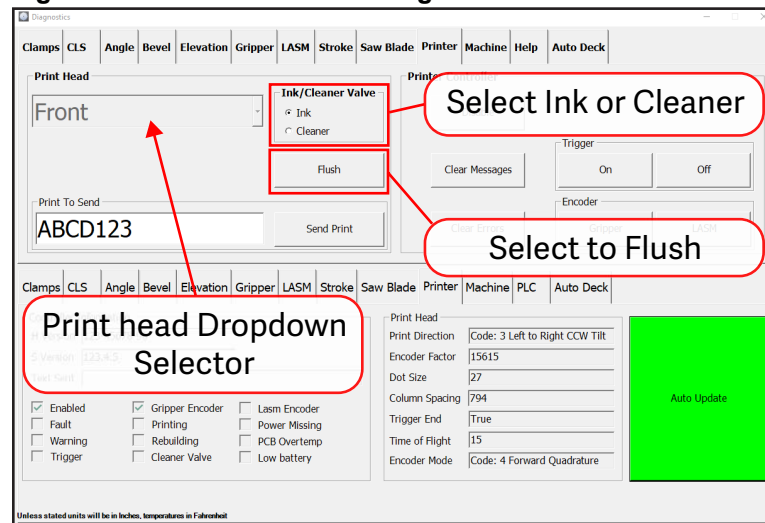 Diagnostics
Clamps CLS Angle Bevel Elevation Gripper LASM Stroke Saw Blade Printer Machine Help Auto Deck
Print Head
Front
Ink/Cleaner Valve
Ink
Cleaner
Flush
Print To Send
ABCD123
Send Print
Select Ink or Cleaner
Trigger
Clear Messages
On
Off
Encoder
Clear Errors
Gripper
LASM
Select to Flush
Clamps CLS Angle Bevel Elevation Gripper LASM Stroke Saw Blade Printer Machine PLC Auto Deck
Print head Dropdown
Selector
Enabled
Gripper Encoder
Lasm Encoder
Fault
Printing
Power Missing
Warning
Rebuilding
PCB Overtemp
Trigger
Cleaner Valve
Low battery
Print Head
Print Direction Code: 3 Left to Right CCW Tilt
Encoder Factor 15615
Dot Size 27
Column Spacing 794
Trigger End True
Time of Flight 15
Encoder Mode Code: 4 Forward Quadrature
Auto Update
Unless stated units will be in Inches, temperatures in Fahrenheit